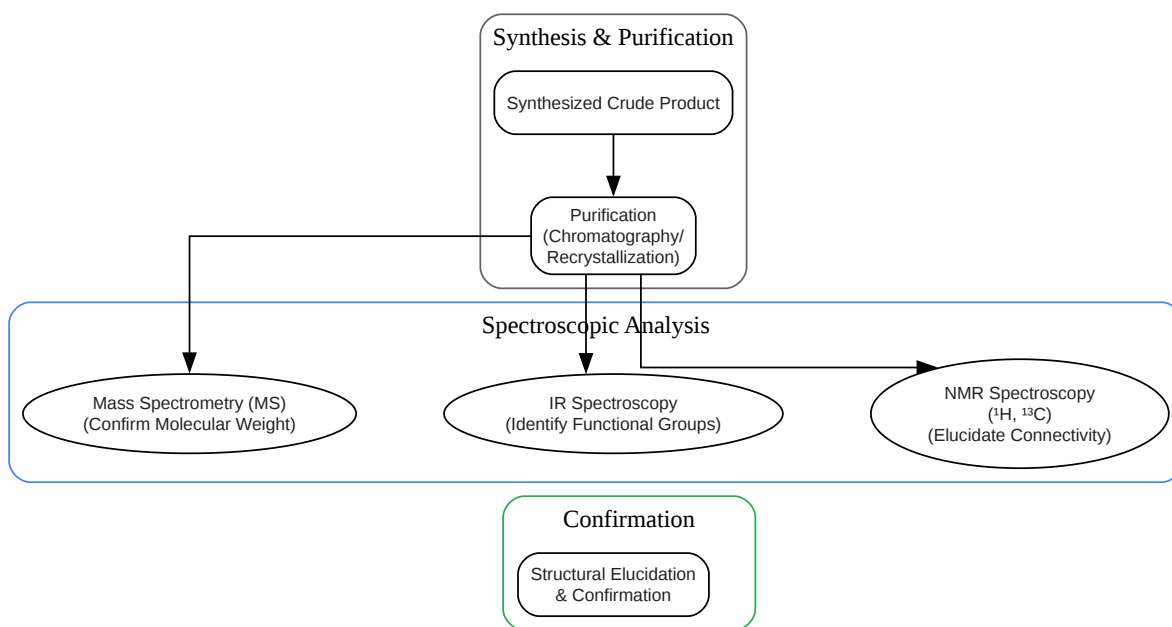 Synthesis & Purification
Synthesized Crude Product
Purification
(Chromatography/
Recrystallization)
Spectroscopic Analysis
Mass Spectrometry (MS)
(Confirm Molecular Weight)
IR Spectroscopy
(Identify Functional Groups)
NMR Spectroscopy
(¹H, ¹³C)
(Elucidate Connectivity)
Confirmation
Structural Elucidation
& Confirmation